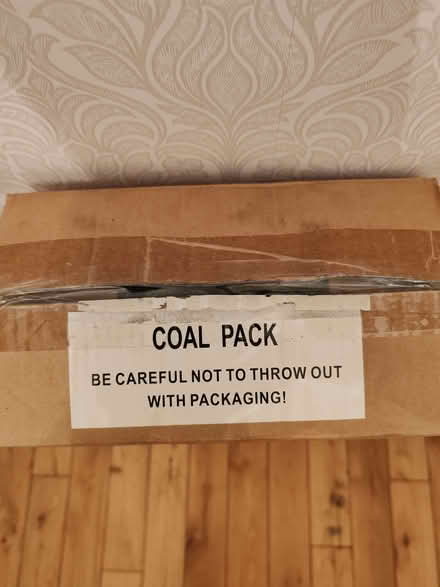 COAL PACK
BE CAREFUL NOT TO THROW OUT
WITH PACKAGING!